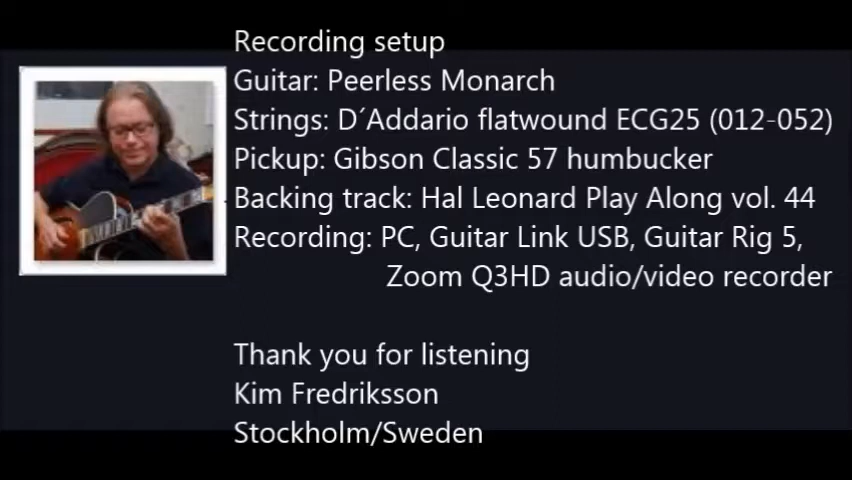 Recording setup
Guitar: Peerless Monarch
Strings: D´Addario flatwound ECG25 (012-052)
Pickup: Gibson Classic 57 humbucker
Backing track: Hal Leonard Play Along vol. 44
Recording: PC, Guitar Link USB, Guitar Rig 5,
Zoom Q3HD audio/video recorder
Thank you for listening
Kim Fredriksson
Stockholm/Sweden